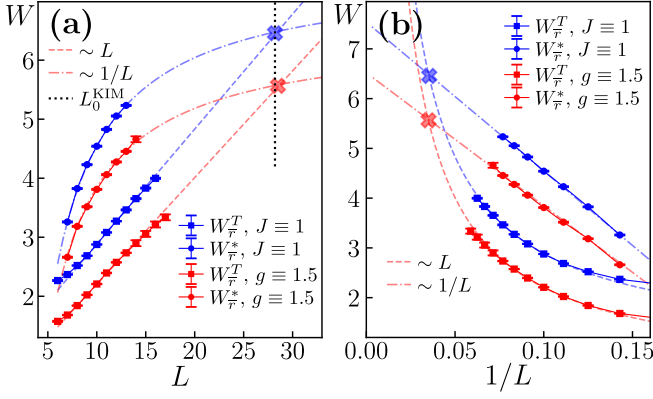 W
(a)
6
5
4
3
2
~ L
~ 1/L
L_0^KIM
W_r̅^T, J ≡ 1
W_r̅^*, J ≡ 1
W_r̅^T, g ≡ 1.5
W_r̅^*, g ≡ 1.5
5 10 15 20 25 30
L
W
(b)
7
6
5
4
3
2
W_r̅^T, J ≡ 1
W_r̅^*, J ≡ 1
W_r̅^T, g ≡ 1.5
W_r̅^*, g ≡ 1.5
~ L
~ 1/L
0.00 0.05 0.10 0.15
1/L